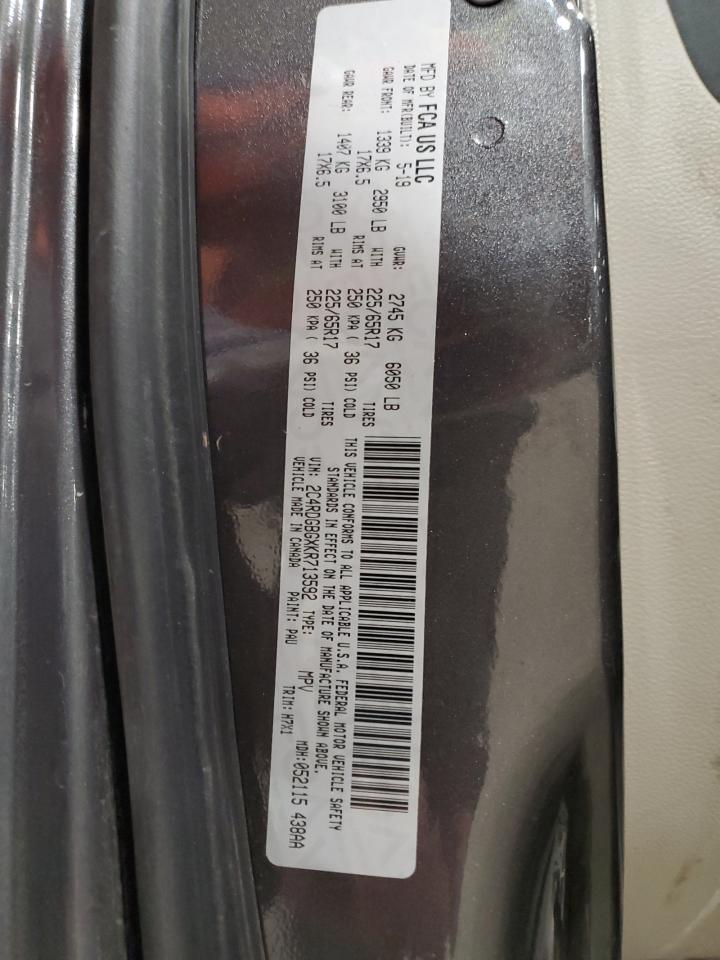 MFD BY FCA US LLC
DATE OF MFR(BUILT): 5-19 GVWR: 2745 KG 6050 LB
GAWR FRONT: 1339 KG 2950 LB WITH 225/65R17 TIRES
17X6.5 RIMS AT 250 KPA ( 36 PSI) COLD
GAWR REAR: 1407 KG 3100 LB WITH 225/65R17 TIRES
17X6.5 RIMS AT 250 KPA ( 36 PSI) COLD
THIS VEHICLE CONFORMS TO ALL APPLICABLE U.S.A. FEDERAL MOTOR VEHICLE SAFETY
STANDARDS IN EFFECT ON THE DATE OF MANUFACTURE SHOWN ABOVE.
VIN: 2C4RDGBGXKR713592 TYPE: MPV MDH:052115 438AA
VEHICLE MADE IN CANADA PAINT: PAU TRIM: H7X1